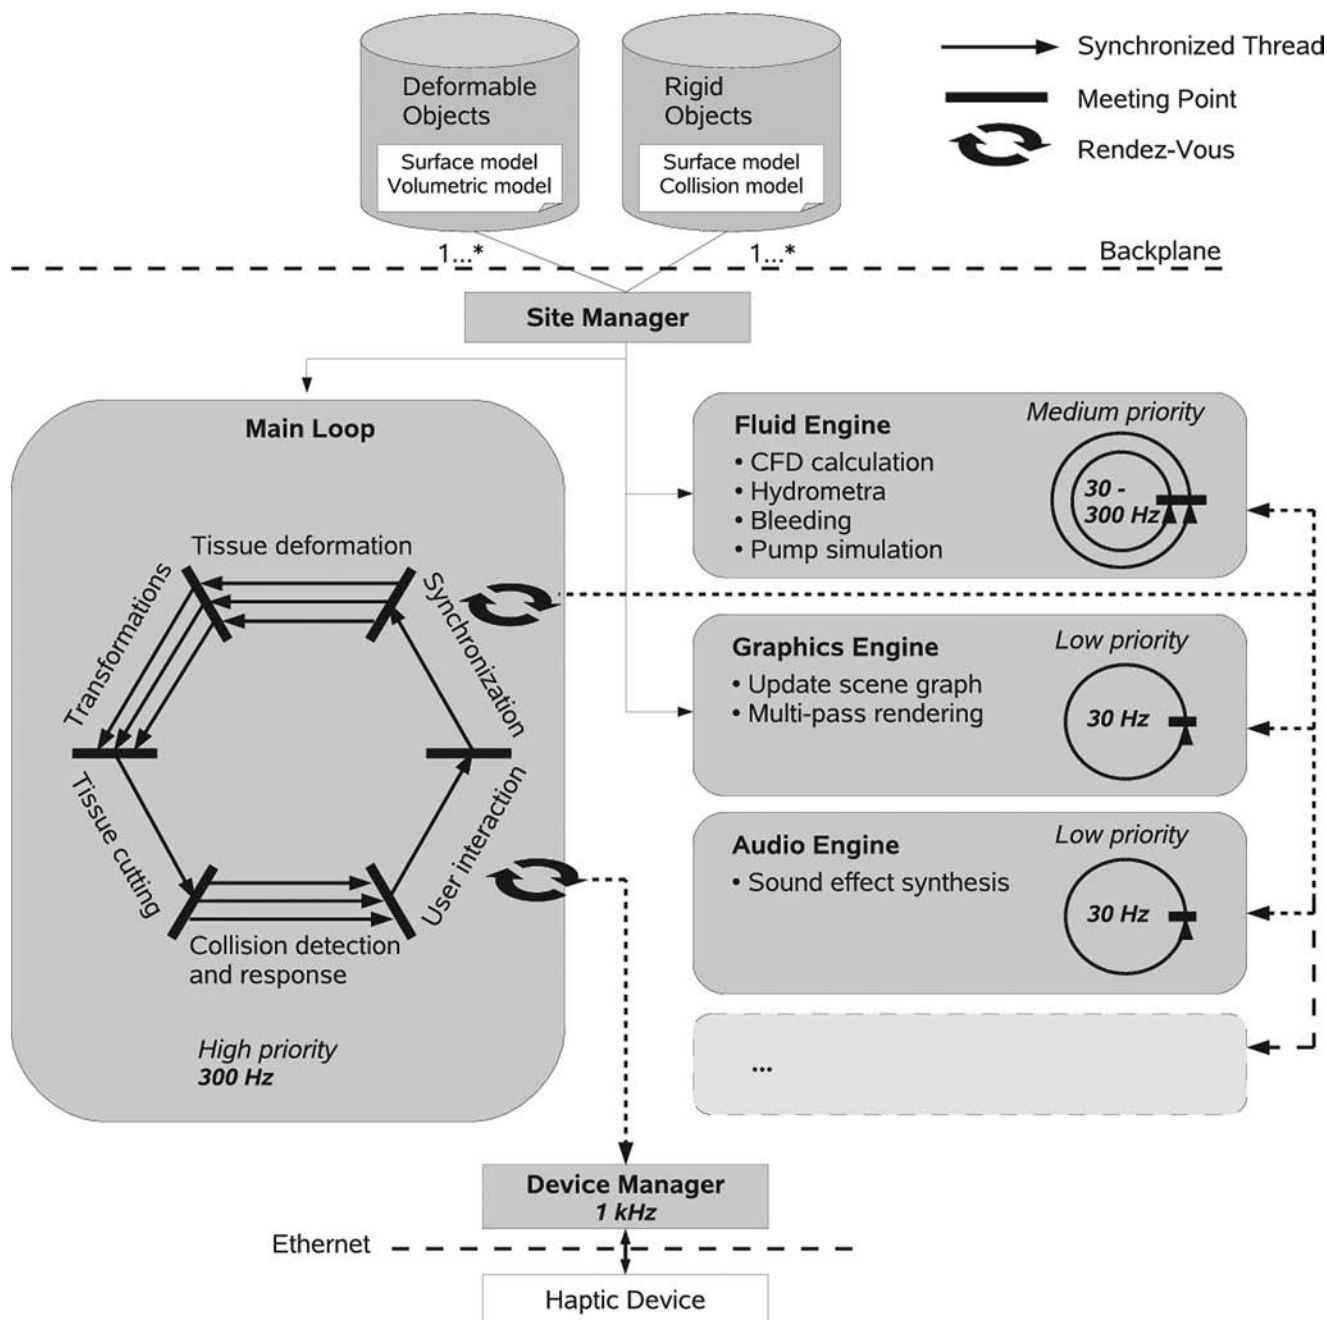 Deformable
Objects
Surface model
Volumetric model
Rigid
Objects
Surface model
Collision model
Synchronized Thread
Meeting Point
Rendez-Vous
1...*
1...*
Backplane
Site Manager
Main Loop
Tissue deformation
Transformations
Synchronization
Tissue cutting
User interaction
Collision detection
and response
High priority
300 Hz
Fluid Engine
• CFD calculation
• Hydrometra
• Bleeding
• Pump simulation
Medium priority
30 -
300 Hz
Graphics Engine
• Update scene graph
• Multi-pass rendering
Low priority
30 Hz
Audio Engine
• Sound effect synthesis
Low priority
30 Hz
...
Device Manager
1 kHz
Ethernet
Haptic Device